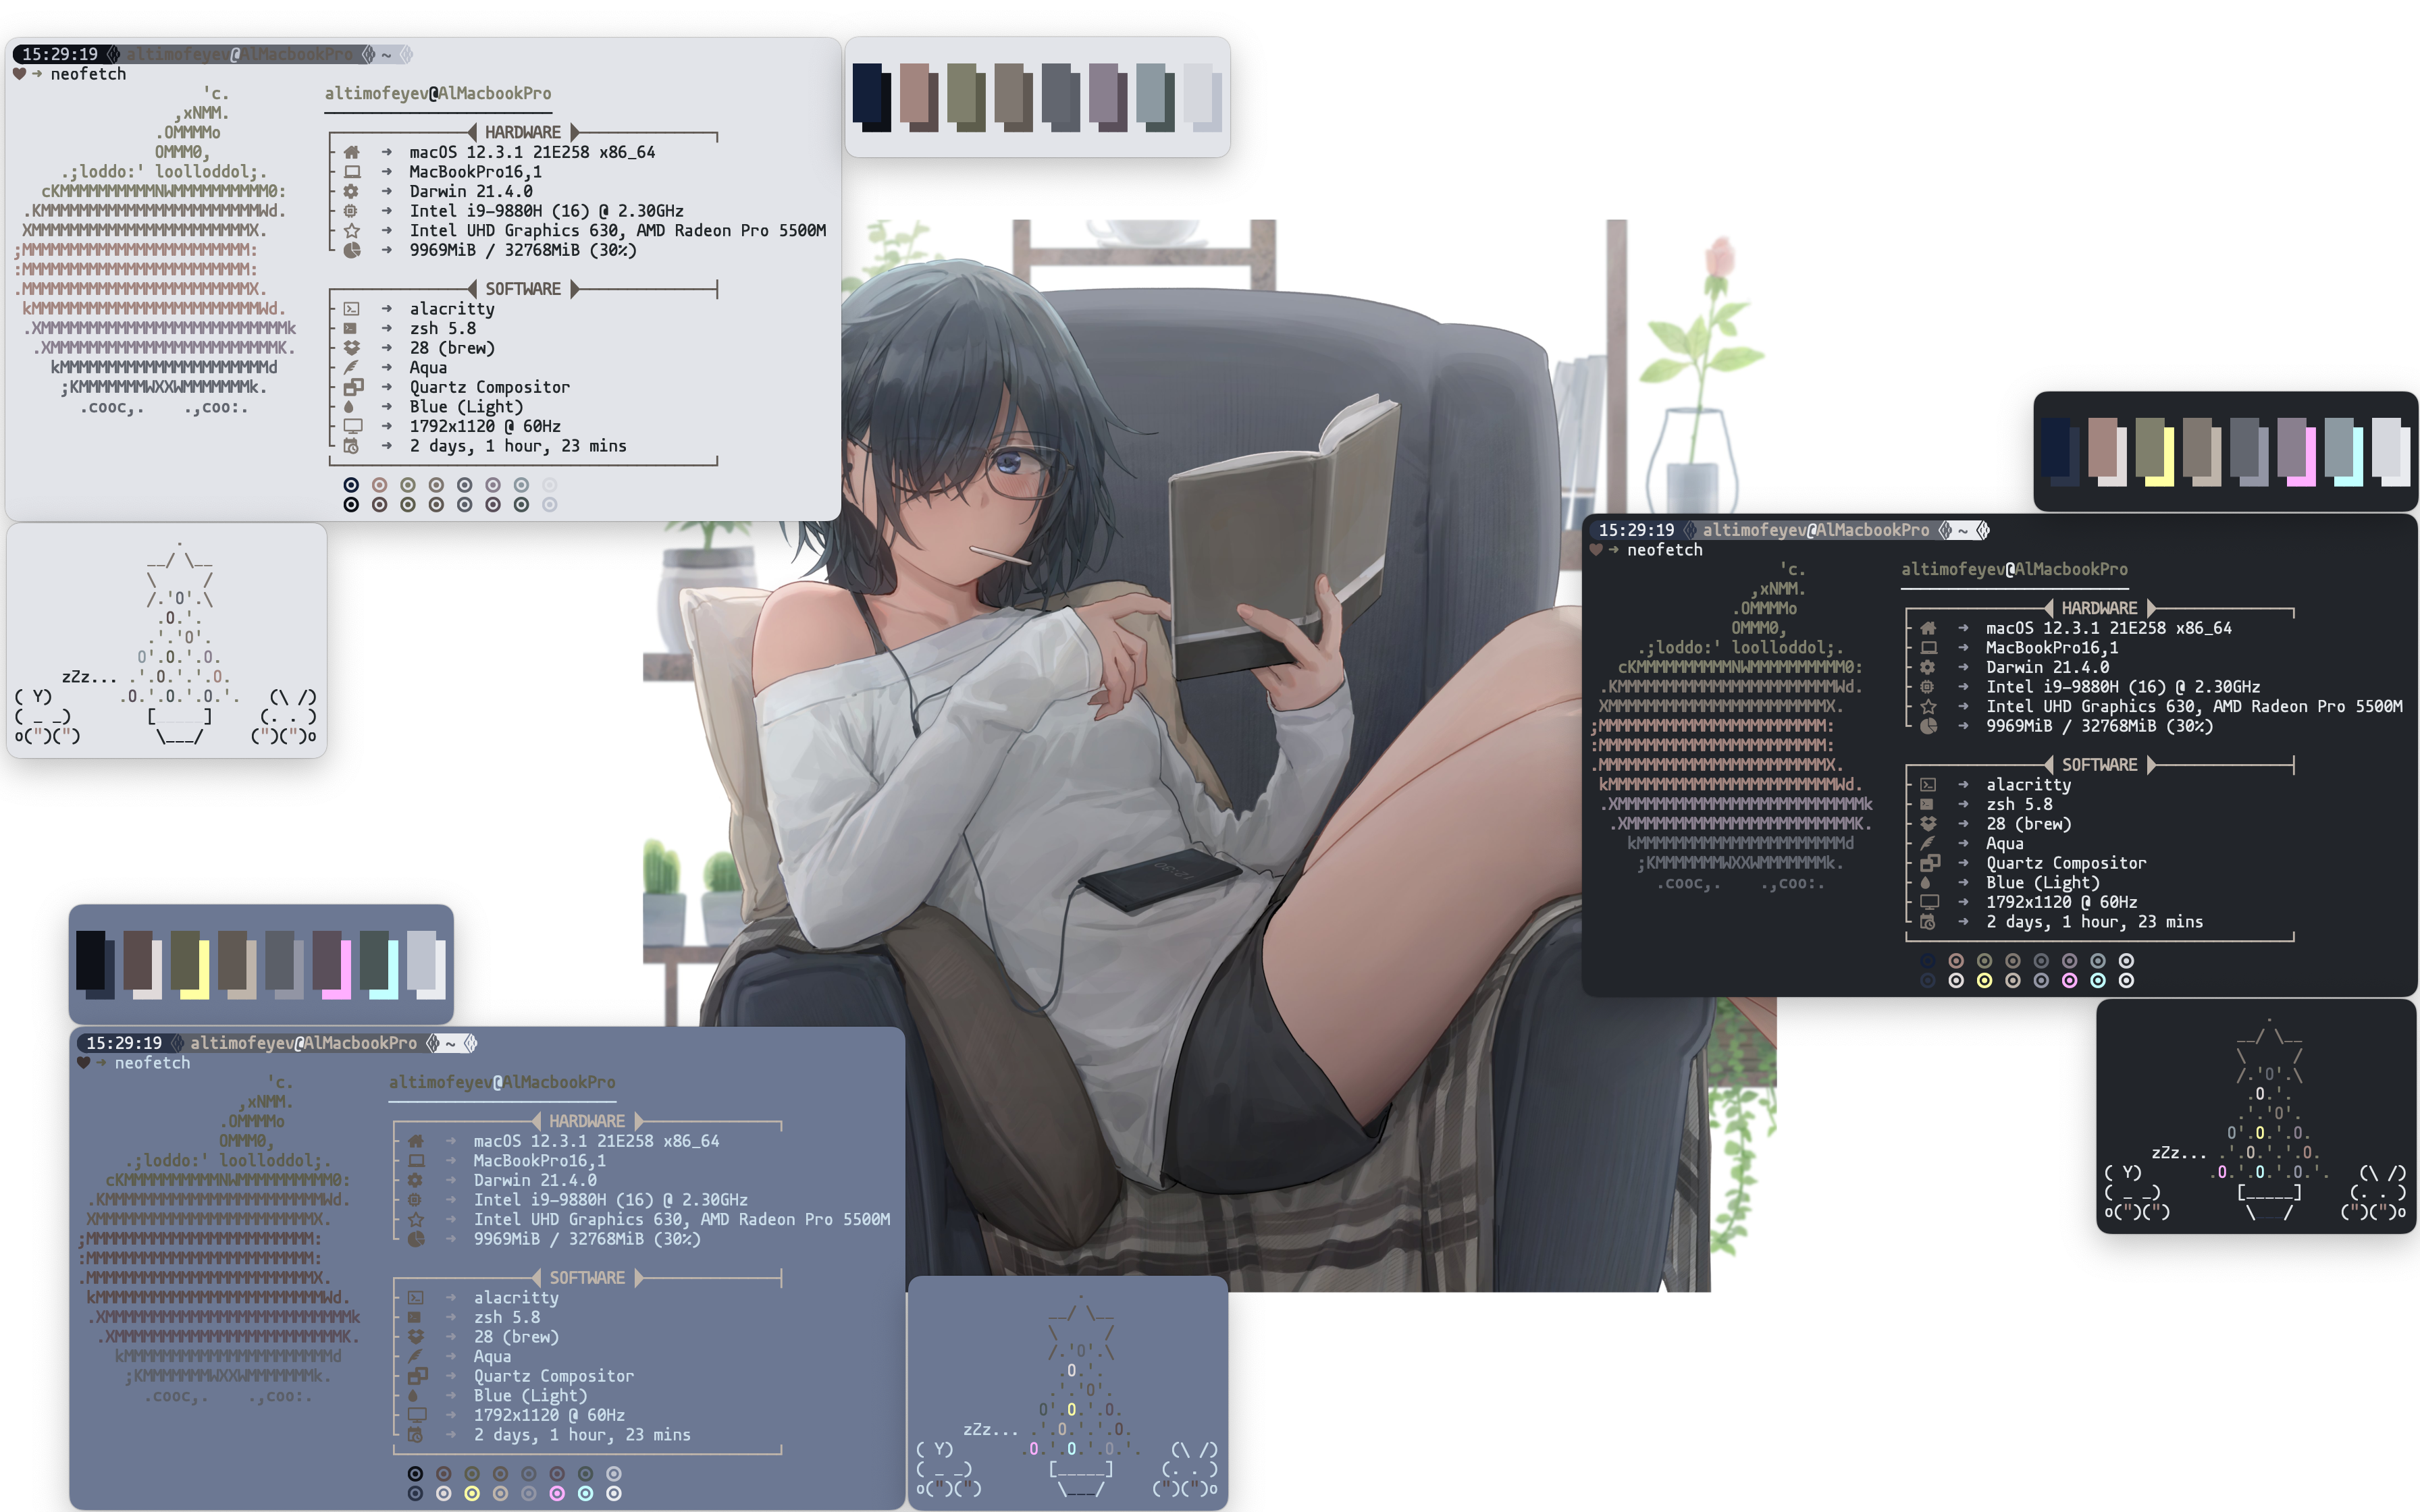 15:29:19 altimofeyev@AlMacbookPro ~
➜ neofetch
'c.
,xNMM.
.OMMMMo
OMMM0,
.;loddo:' loolloddol;.
cKMMMMMMMMMMNWMMMMMMMMMM0:
.KMMMMMMMMMMMMMMMMMMMMMMMWd.
XMMMMMMMMMMMMMMMMMMMMMMMX.
;MMMMMMMMMMMMMMMMMMMMMMMM:
:MMMMMMMMMMMMMMMMMMMMMMMM:
.MMMMMMMMMMMMMMMMMMMMMMMMX.
kMMMMMMMMMMMMMMMMMMMMMMMMWd.
.XMMMMMMMMMMMMMMMMMMMMMMMMMMk
.XMMMMMMMMMMMMMMMMMMMMMMMMK.
kMMMMMMMMMMMMMMMMMMMMMMd
;KMMMMMMMWXXWMMMMMMMk.
.cooc,. .,coo:.
altimofeyev@AlMacbookPro
HARDWARE
➜ macOS 12.3.1 21E258 x86_64
➜ MacBookPro16,1
➜ Darwin 21.4.0
➜ Intel i9-9880H (16) @ 2.30GHz
➜ Intel UHD Graphics 630, AMD Radeon Pro 5500M
➜ 9969MiB / 32768MiB (30%)
SOFTWARE
➜ alacritty
➜ zsh 5.8
➜ 28 (brew)
➜ Aqua
➜ Quartz Compositor
➜ Blue (Light)
➜ 1792x1120 @ 60Hz
➜ 2 days, 1 hour, 23 mins
.
__/ \__
\ /
/.'O'.\
.O.'.
.'.'O'.
O'.O.'.O.
zZz... .'.O.'.'.O.
( Y) .O.'.O.'.O.'. (\ /)
( _ _) [_____] (. . )
o(")(") \___/ (")(")o
15:29:19 altimofeyev@AlMacbookPro ~
➜ neofetch
'c.
,xNMM.
.OMMMMo
OMMM0,
.;loddo:' loolloddol;.
cKMMMMMMMMMMNWMMMMMMMMMM0:
.KMMMMMMMMMMMMMMMMMMMMMMMWd.
XMMMMMMMMMMMMMMMMMMMMMMMX.
;MMMMMMMMMMMMMMMMMMMMMMMM:
:MMMMMMMMMMMMMMMMMMMMMMMM:
.MMMMMMMMMMMMMMMMMMMMMMMMX.
kMMMMMMMMMMMMMMMMMMMMMMMMWd.
.XMMMMMMMMMMMMMMMMMMMMMMMMMMk
.XMMMMMMMMMMMMMMMMMMMMMMMMK.
kMMMMMMMMMMMMMMMMMMMMMMd
;KMMMMMMMWXXWMMMMMMMk.
.cooc,. .,coo:.
altimofeyev@AlMacbookPro
HARDWARE
➜ macOS 12.3.1 21E258 x86_64
➜ MacBookPro16,1
➜ Darwin 21.4.0
➜ Intel i9-9880H (16) @ 2.30GHz
➜ Intel UHD Graphics 630, AMD Radeon Pro 5500M
➜ 9969MiB / 32768MiB (30%)
SOFTWARE
➜ alacritty
➜ zsh 5.8
➜ 28 (brew)
➜ Aqua
➜ Quartz Compositor
➜ Blue (Light)
➜ 1792x1120 @ 60Hz
➜ 2 days, 1 hour, 23 mins
.
__/ \__
\ /
/.'O'.\
.O.'.
.'.'O'.
O'.O.'.O.
zZz... .'.O.'.'.O.
( Y) .O.'.O.'.O.'. (\ /)
( _ _) [_____] (. . )
o(")(") \___/ (")(")o
15:29:19 altimofeyev@AlMacbookPro ~
➜ neofetch
'c.
,xNMM.
.OMMMMo
OMMM0,
.;loddo:' loolloddol;.
cKMMMMMMMMMMNWMMMMMMMMMM0:
.KMMMMMMMMMMMMMMMMMMMMMMMWd.
XMMMMMMMMMMMMMMMMMMMMMMMX.
;MMMMMMMMMMMMMMMMMMMMMMMM:
:MMMMMMMMMMMMMMMMMMMMMMMM:
.MMMMMMMMMMMMMMMMMMMMMMMMX.
kMMMMMMMMMMMMMMMMMMMMMMMMWd.
.XMMMMMMMMMMMMMMMMMMMMMMMMMMk
.XMMMMMMMMMMMMMMMMMMMMMMMMK.
kMMMMMMMMMMMMMMMMMMMMMMd
;KMMMMMMMWXXWMMMMMMMk.
.cooc,. .,coo:.
altimofeyev@AlMacbookPro
HARDWARE
➜ macOS 12.3.1 21E258 x86_64
➜ MacBookPro16,1
➜ Darwin 21.4.0
➜ Intel i9-9880H (16) @ 2.30GHz
➜ Intel UHD Graphics 630, AMD Radeon Pro 5500M
➜ 9969MiB / 32768MiB (30%)
SOFTWARE
➜ alacritty
➜ zsh 5.8
➜ 28 (brew)
➜ Aqua
➜ Quartz Compositor
➜ Blue (Light)
➜ 1792x1120 @ 60Hz
➜ 2 days, 1 hour, 23 mins
.
__/ \__
\ /
/.'O'.\
.O.'.
.'.'O'.
O'.O.'.O.
zZz... .'.O.'.'.O.
( Y) .O.'.O.'.O.'. (\ /)
( _ _) [_____] (. . )
o(")(") \___/ (")(")o